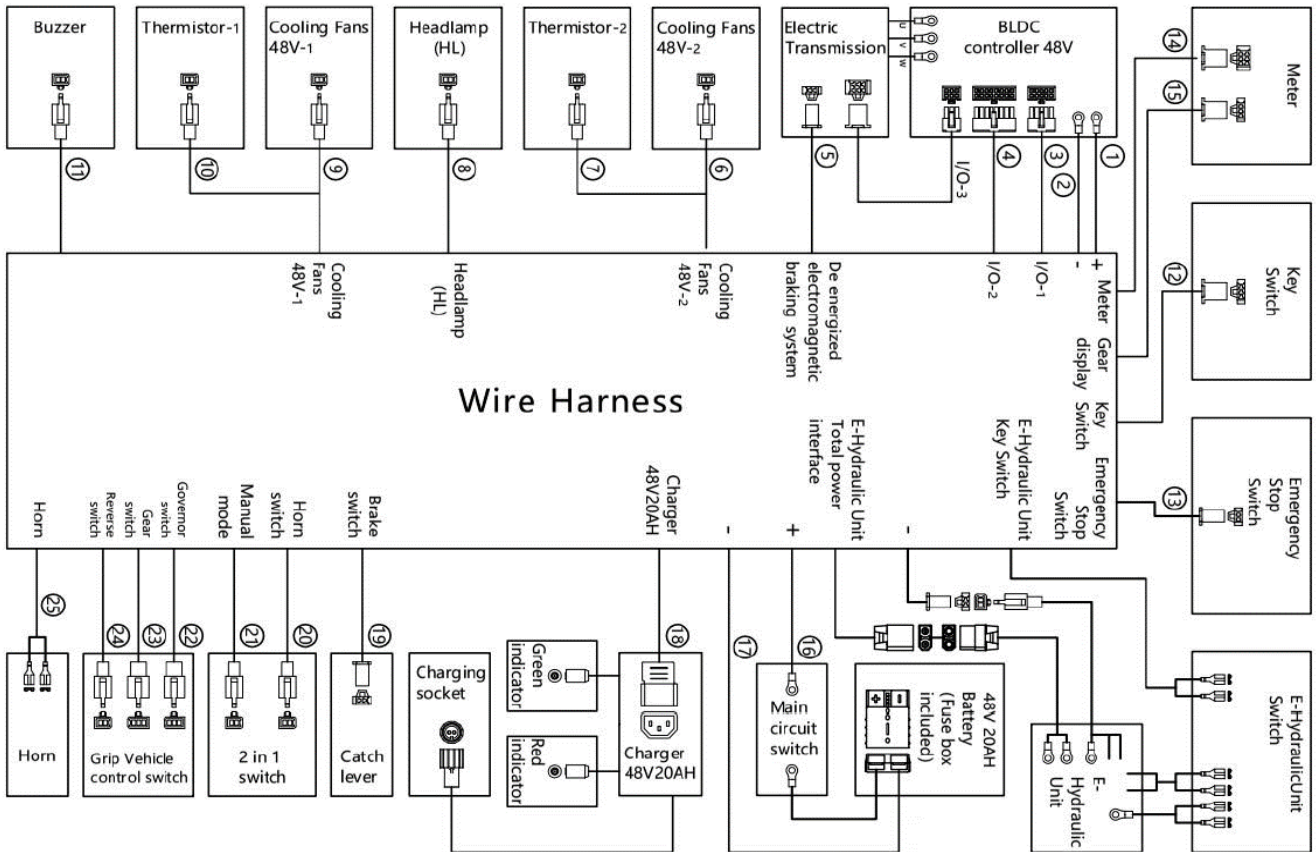 Buzzer
Thermistor-1
Cooling Fans
48V-1
Headlamp
(HL)
Thermistor-2
Cooling Fans
48V-2
Electric
Transmission
U
V
W
BLDC
controller 48V
Meter
14
15
11
10
9
8
7
6
5
I/O-3
4
3
2
1
Key
Switch
12
Cooling
Fans
48V-1
Headlamp
(HL)
Cooling
Fans
48V-2
De energized
electromagnetic
braking system
I/O-2
I/O-1
-
+
Meter
Gear
display
Key
Switch
Emergency
Stop
Switch
Wire Harness
Emergency
Stop
Switch
13
Horn
Reverse
switch
Gear
switch
Governor
switch
Manual
mode
Horn
switch
Brake
switch
Charger
48V20AH
-
+
E-Hydraulic Unit
Total power
interface
-
E-Hydraulic Unit
Key Switch
25
24
23
22
21
20
19
18
17
16
Horn
Grip Vehicle
control switch
2 in 1
switch
Catch
lever
Charging
socket
Green
indicator
Red
indicator
Charger
48V20AH
Main
circuit
switch
+
-
48V 20AH
Battery
(Fuse box
included)
E-
Hydraulic
Unit
E-HydraulicUnit
Switch